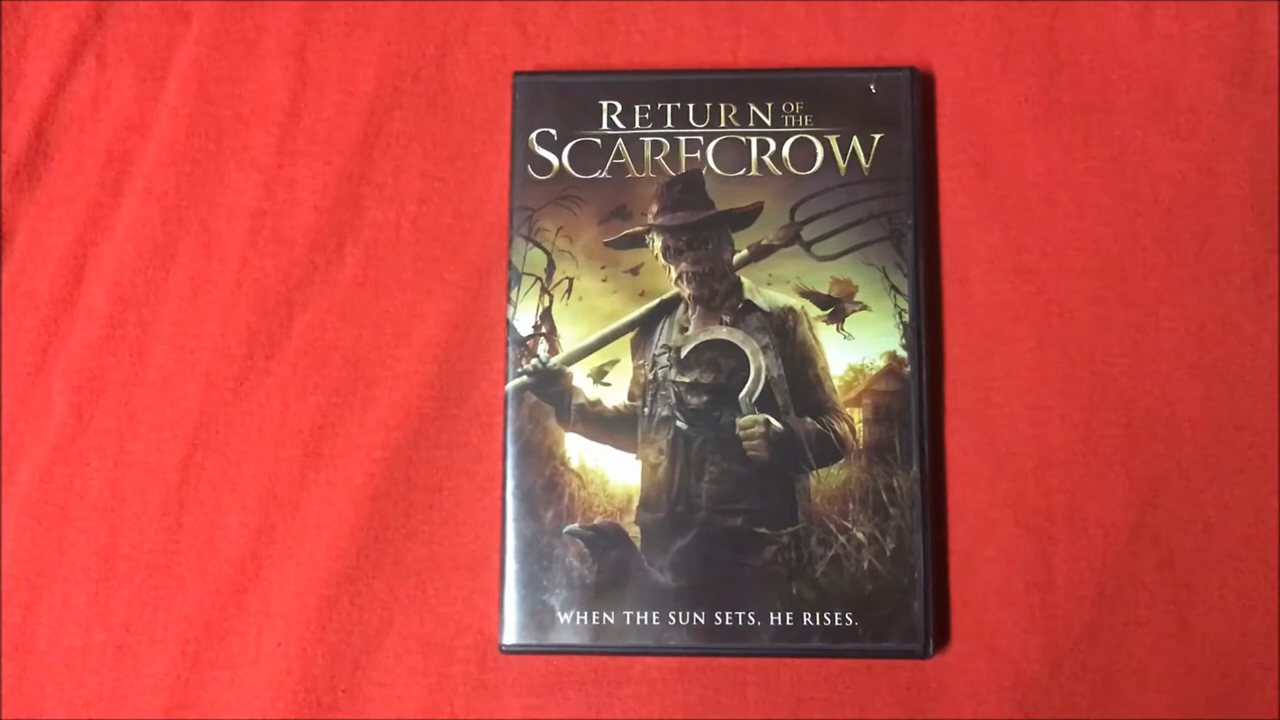 RETURN OF THE
SCARECROW
WHEN THE SUN SETS, HE RISES.